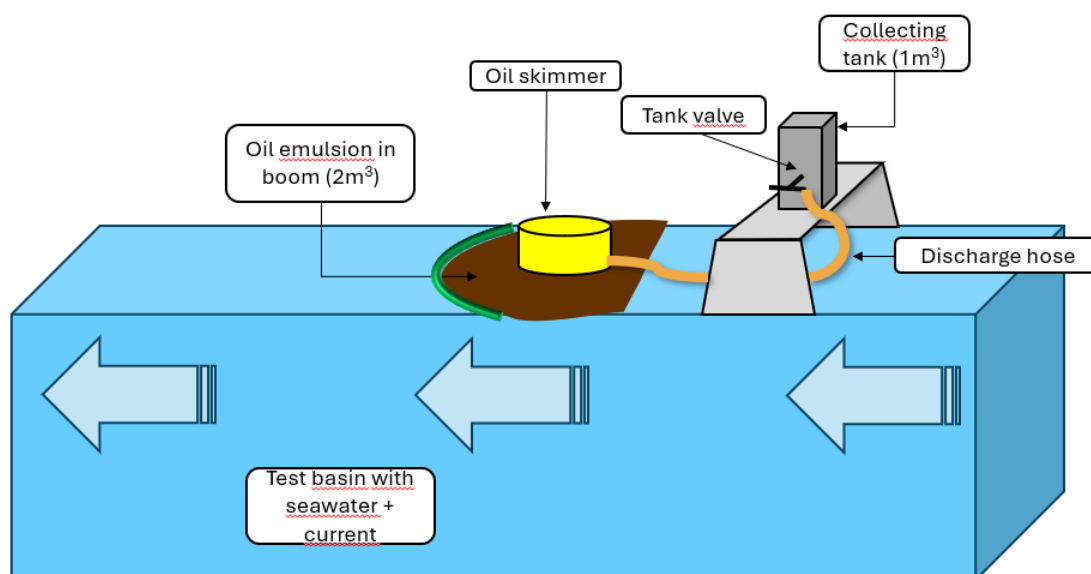 Collecting
tank (1m³)
Oil skimmer
Tank valve
Oil emulsion in
boom (2m³)
Discharge hose
Test basin with
seawater +
current